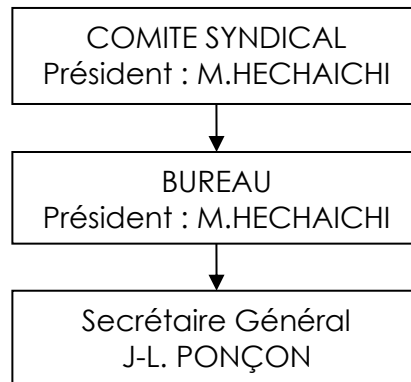 COMITE SYNDICAL
Président : M.HECHAICHI
BUREAU
Président : M.HECHAICHI
Secrétaire Général
J-L. PONÇON